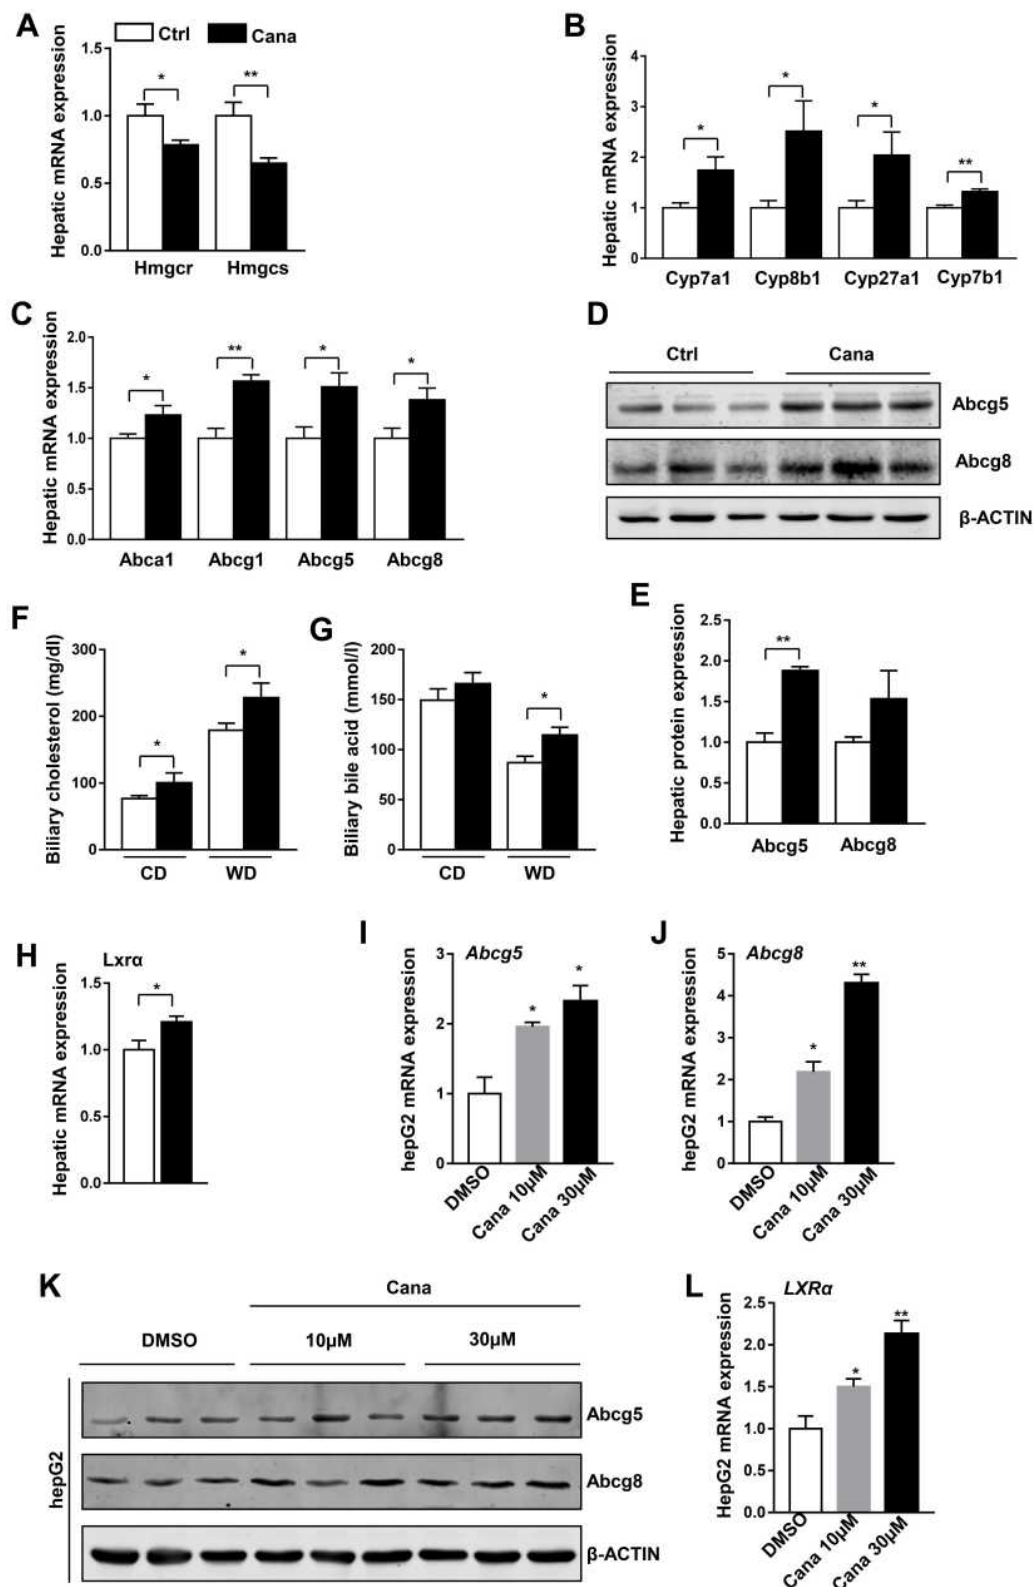 A
Ctrl
Cana
Hepatic mRNA expression
1.5
1.0
0.5
0.0
*
**
Hmgcr
Hmgcs
B
Hepatic mRNA expression
4
3
2
1
0
*
*
*
**
Cyp7a1
Cyp8b1
Cyp27a1
Cyp7b1
C
Hepatic mRNA expression
2.0
1.5
1.0
0.5
0.0
*
**
*
*
Abca1
Abcg1
Abcg5
Abcg8
D
Ctrl
Cana
Abcg5
Abcg8
β-ACTIN
F
Biliary cholesterol (mg/dl)
300
200
100
0
*
*
CD
WD
G
Biliary bile acid (mmol/l)
200
150
100
50
0
*
CD
WD
E
Hepatic protein expression
2.5
2.0
1.5
1.0
0.5
0.0
**
Abcg5
Abcg8
H
Lxrα
Hepatic mRNA expression
1.5
1.0
0.5
0.0
*
I
Abcg5
hepG2 mRNA expression
3
2
1
0
*
*
DMSO
Cana 10μM
Cana 30μM
J
Abcg8
hepG2 mRNA expression
5
4
3
2
1
0
*
**
DMSO
Cana 10μM
Cana 30μM
K
Cana
DMSO
10μM
30μM
hepG2
Abcg5
Abcg8
β-ACTIN
L
LXRα
HepG2 mRNA expression
2.5
2.0
1.5
1.0
0.5
0.0
*
**
DMSO
Cana 10μM
Cana 30μM